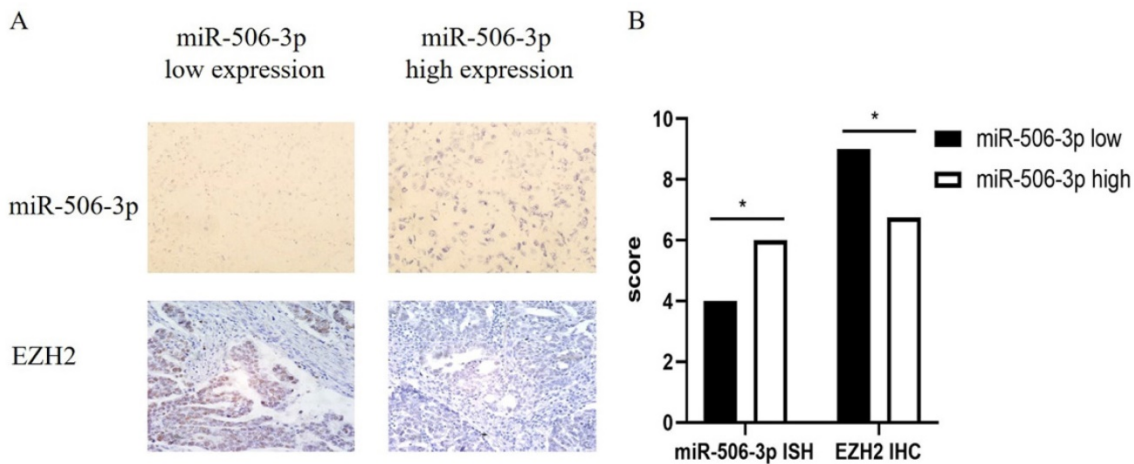 A
miR-506-3p
low expression
miR-506-3p
high expression
miR-506-3p
EZH2
B
10
8
6
4
2
0
score
*
*
miR-506-3p ISH
EZH2 IHC
miR-506-3p low
miR-506-3p high